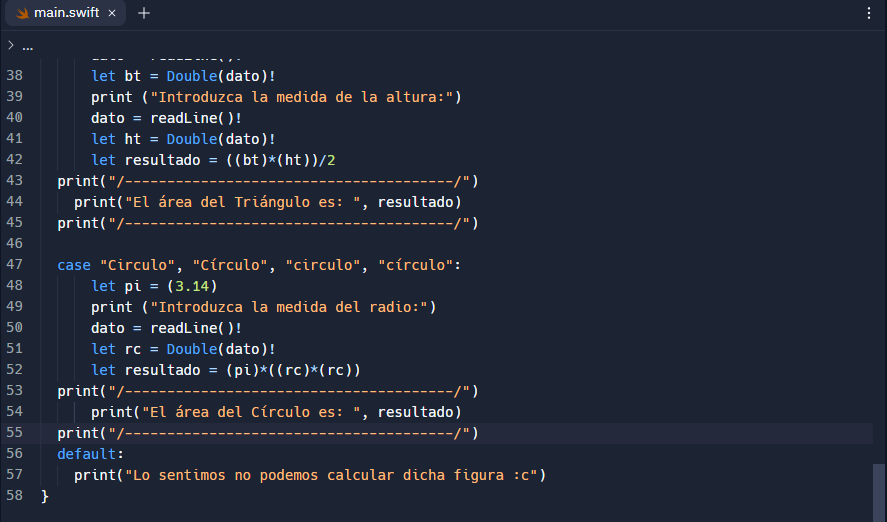 main.swift × +
> ...
38 let bt = Double(dato)!
39 print ("Introduzca la medida de la altura:")
40 dato = readLine()!
41 let ht = Double(dato)!
42 let resultado = ((bt)*(ht))/2
43 print("/---------------------------------------/")
44 print("El área del Triángulo es: ", resultado)
45 print("/---------------------------------------/")
46
47 case "Circulo", "Círculo", "circulo", "círculo":
48 let pi = (3.14)
49 print ("Introduzca la medida del radio:")
50 dato = readLine()!
51 let rc = Double(dato)!
52 let resultado = (pi)*((rc)*(rc))
53 print("/---------------------------------------/")
54 print("El área del Círculo es: ", resultado)
55 print("/---------------------------------------/")
56 default:
57 print("Lo sentimos no podemos calcular dicha figura :c")
58 }